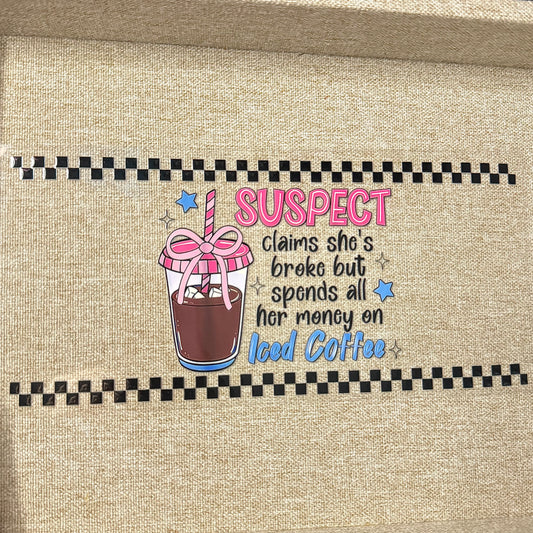 SUSPECT
claims she's
broke but
spends all
her money on
Iced Coffee